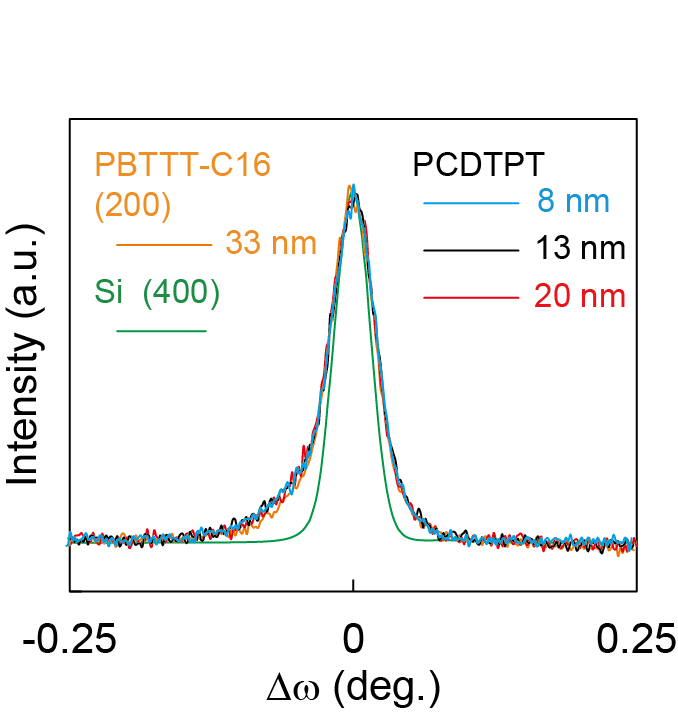 PBTTT-C16
(200)
33 nm
Si (400)
PCDTPT
8 nm
13 nm
20 nm
Intensity (a.u.)
-0.25 0 0.25
Δω (deg.)